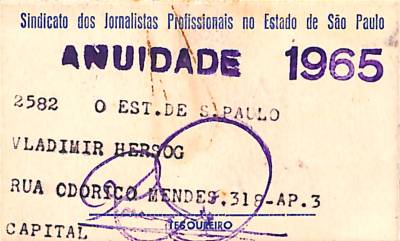 Sindicato dos Jornalistas Profissionais no Estado de São Paulo
ANUIDADE 1965
2582 O EST.DE S.PAULO
VLADIMIR HERSOG
RUA ODORICO MENDES.318-AP.3
CAPITAL
TESOUREIRO